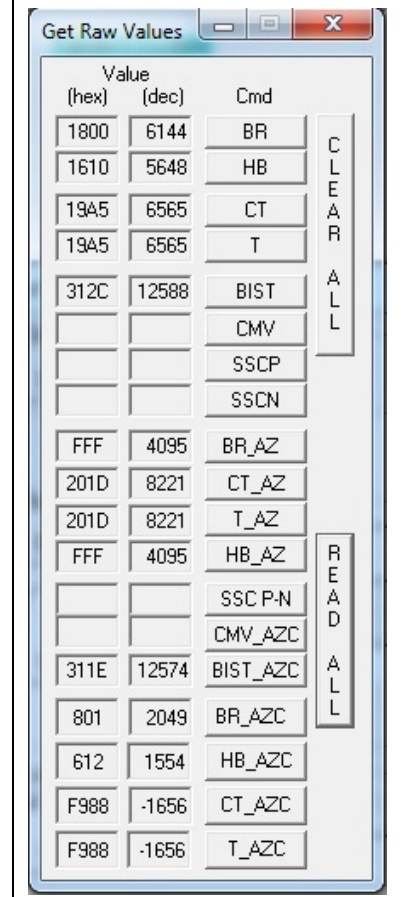 Get Raw Values
Value
(hex) (dec) Cmd
1800 6144 BR
1610 5648 HB
19A5 6565 CT
19A5 6565 T
312C 12588 BIST
CMV
SSCP
SSCN
CLEAR ALL
FFF 4095 BR_AZ
201D 8221 CT_AZ
201D 8221 T_AZ
FFF 4095 HB_AZ
SSC P-N
CMV_AZC
311E 12574 BIST_AZC
801 2049 BR_AZC
READ ALL
612 1554 HB_AZC
F988 -1656 CT_AZC
F988 -1656 T_AZC